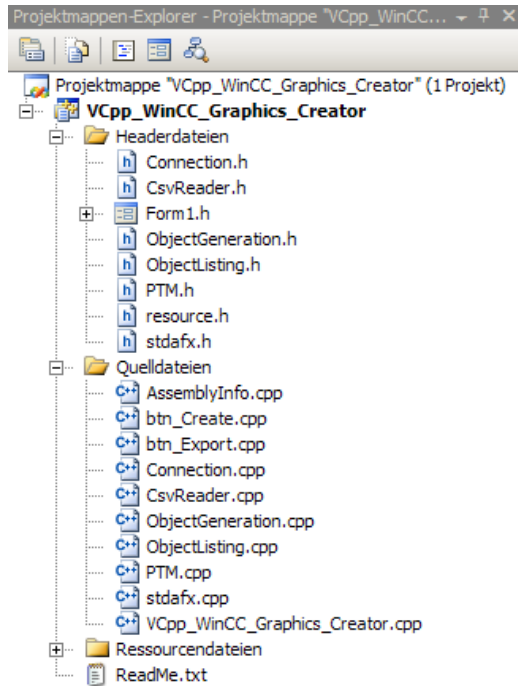 Projektmappen-Explorer - Projektmappe "VCpp_WinCC...
Projektmappe "VCpp_WinCC_Graphics_Creator" (1 Projekt)
VCpp_WinCC_Graphics_Creator
Headerdateien
Connection.h
CsvReader.h
Form1.h
ObjectGeneration.h
ObjectListing.h
PTM.h
resource.h
stdafx.h
Quelldateien
AssemblyInfo.cpp
btn_Create.cpp
btn_Export.cpp
Connection.cpp
CsvReader.cpp
ObjectGeneration.cpp
ObjectListing.cpp
PTM.cpp
stdafx.cpp
VCpp_WinCC_Graphics_Creator.cpp
Ressourcendateien
ReadMe.txt